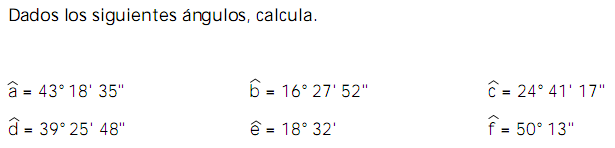 Dados los siguientes ángulos, calcula.
â = 43° 18' 35" b̂ = 16° 27' 52" ĉ = 24° 41' 17"
d̂ = 39° 25' 48" ê = 18° 32' f̂ = 50° 13"